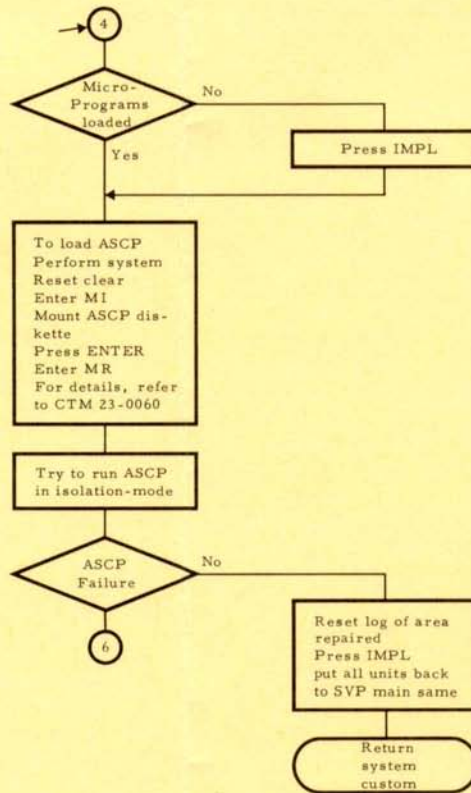 4
Micro-
Programs
loaded
No
Yes
Press IMPL
To load ASCP
Perform system
Reset clear
Enter MI
Mount ASCP dis-
kette
Press ENTER
Enter MR
For details, refer
to CTM 23-0060
Try to run ASCP
in isolation-mode
ASCP
Failure
No
6
Reset log of area
repaired
Press IMPL
put all units back
to SVP main same
Return
system
custom